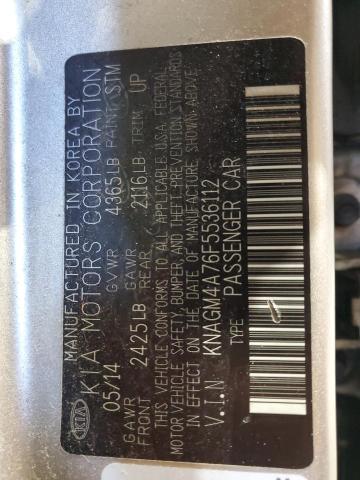 MANUFACTURED IN KOREA BY
KIA KIA MOTORS CORPORATION
05/14 GVWR 4365LB PAINT STM
GAWR FRONT 2425LB GAWR REAR 2116LB TRIM UP
THIS VEHICLE CONFORMS TO ALL APPLICABLE U.S.A. FEDERAL
MOTOR VEHICLE SAFETY, BUMPER AND THEFT-PREVENTION STANDARDS
IN EFFECT ON THE DATE OF MANUFACTURE SHOWN ABOVE.
V.I.N KNAGM4A76F5536112
TYPE PASSENGER CAR